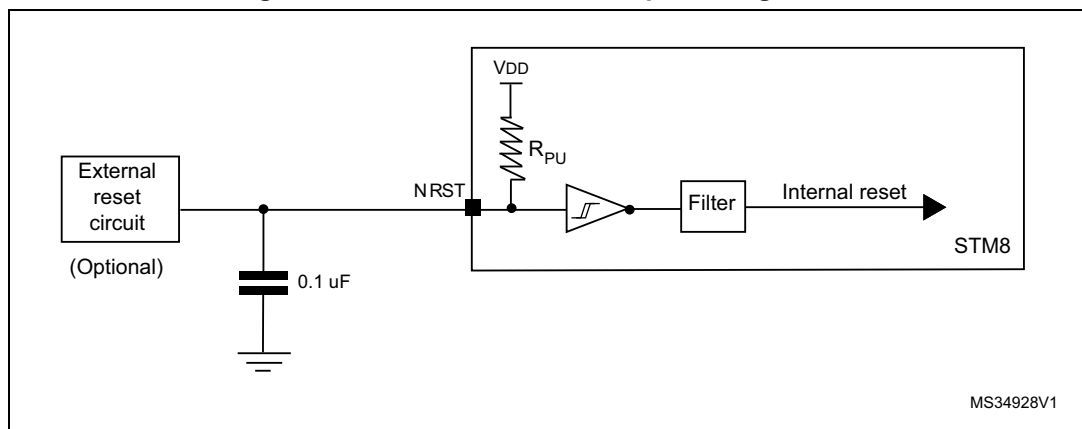 VDD
RPU
External
reset
circuit
(Optional)
NRST
Filter
Internal reset
STM8
0.1 uF
MS34928V1